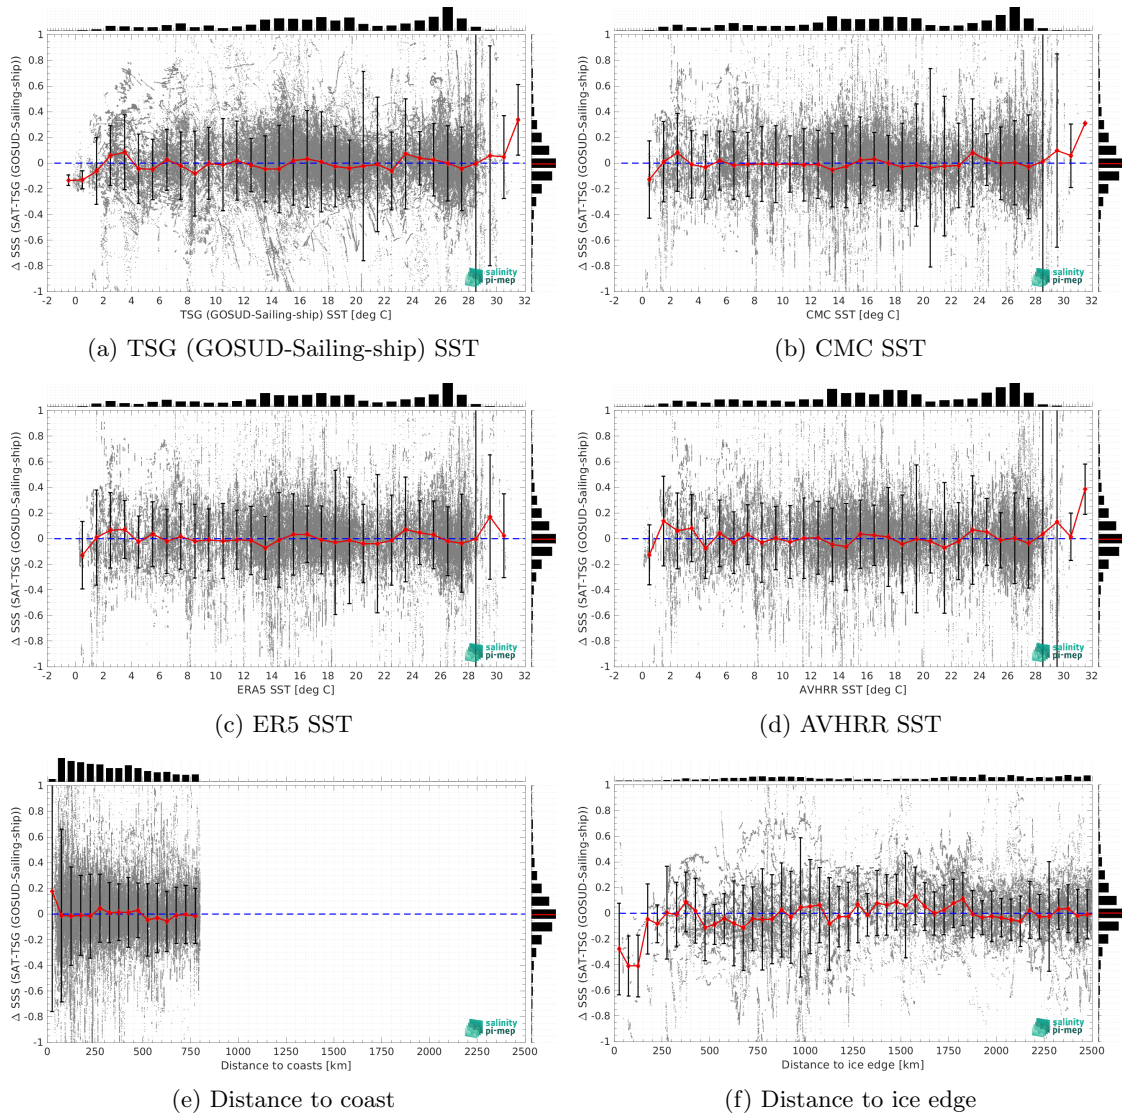 Δ SSS (SAT-TSG (GOSUD-Sailing-ship))
1
0.8
0.6
0.4
0.2
0
-0.2
-0.4
-0.6
-0.8
-1
-2 0 2 4 6 8 10 12 14 16 18 20 22 24 26 28 30 32
TSG (GOSUD-Sailing-ship) SST [deg C]
salinity
pi-mep
(a) TSG (GOSUD-Sailing-ship) SST
Δ SSS (SAT-TSG (GOSUD-Sailing-ship))
1
0.8
0.6
0.4
0.2
0
-0.2
-0.4
-0.6
-0.8
-1
-2 0 2 4 6 8 10 12 14 16 18 20 22 24 26 28 30 32
CMC SST [deg C]
salinity
pi-mep
(b) CMC SST
Δ SSS (SAT-TSG (GOSUD-Sailing-ship))
1
0.8
0.6
0.4
0.2
0
-0.2
-0.4
-0.6
-0.8
-1
-2 0 2 4 6 8 10 12 14 16 18 20 22 24 26 28 30 32
ERA5 SST [deg C]
salinity
pi-mep
(c) ER5 SST
Δ SSS (SAT-TSG (GOSUD-Sailing-ship))
1
0.8
0.6
0.4
0.2
0
-0.2
-0.4
-0.6
-0.8
-1
-2 0 2 4 6 8 10 12 14 16 18 20 22 24 26 28 30 32
AVHRR SST [deg C]
salinity
pi-mep
(d) AVHRR SST
Δ SSS (SAT-TSG (GOSUD-Sailing-ship))
1
0.8
0.6
0.4
0.2
0
-0.2
-0.4
-0.6
-0.8
-1
0 250 500 750 1000 1250 1500 1750 2000 2250 2500
Distance to coasts [km]
salinity
pi-mep
(e) Distance to coast
Δ SSS (SAT-TSG (GOSUD-Sailing-ship))
1
0.8
0.6
0.4
0.2
0
-0.2
-0.4
-0.6
-0.8
-1
0 250 500 750 1000 1250 1500 1750 2000 2250 2500
Distance to ice edge [km]
salinity
pi-mep
(f) Distance to ice edge